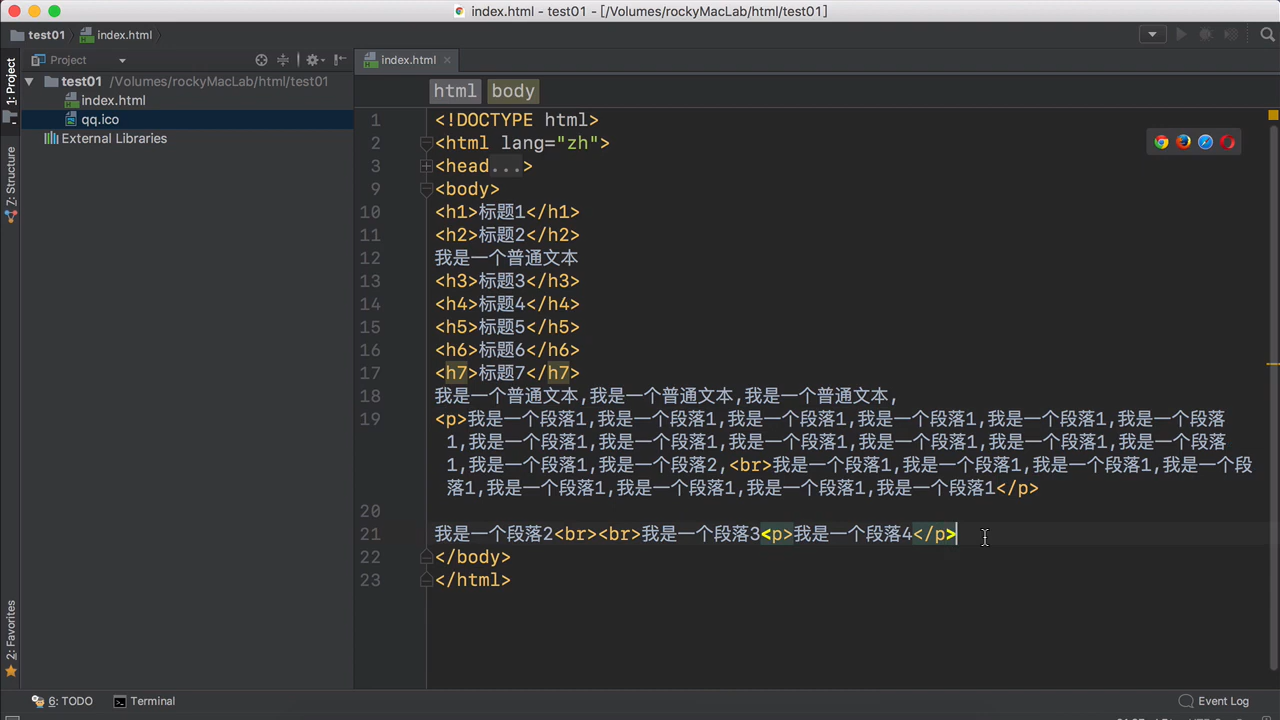 index.html - test01 - [/Volumes/rockyMacLab/html/test01]
test01 index.html
Project
index.html
1: Project
test01 /Volumes/rockyMacLab/html/test01
index.html
qq.ico
External Libraries
Z: Structure
2: Favorites
html body
1 <!DOCTYPE html>
2 <html lang="zh">
3 <head...>
9 <body>
10 <h1>标题1</h1>
11 <h2>标题2</h2>
12 我是一个普通文本
13 <h3>标题3</h3>
14 <h4>标题4</h4>
15 <h5>标题5</h5>
16 <h6>标题6</h6>
17 <h7>标题7</h7>
18 我是一个普通文本,我是一个普通文本,我是一个普通文本,
19 <p>我是一个段落1,我是一个段落1,我是一个段落1,我是一个段落1,我是一个段落1,我是一个段落
1,我是一个段落1,我是一个段落1,我是一个段落1,我是一个段落1,我是一个段落1,我是一个段落
1,我是一个段落1,我是一个段落2,<br>我是一个段落1,我是一个段落1,我是一个段落1,我是一个段
落1,我是一个段落1,我是一个段落1,我是一个段落1,我是一个段落1</p>
20
21 我是一个段落2<br><br>我是一个段落3<p>我是一个段落4</p>
22 </body>
23 </html>
6: TODO Terminal Event Log